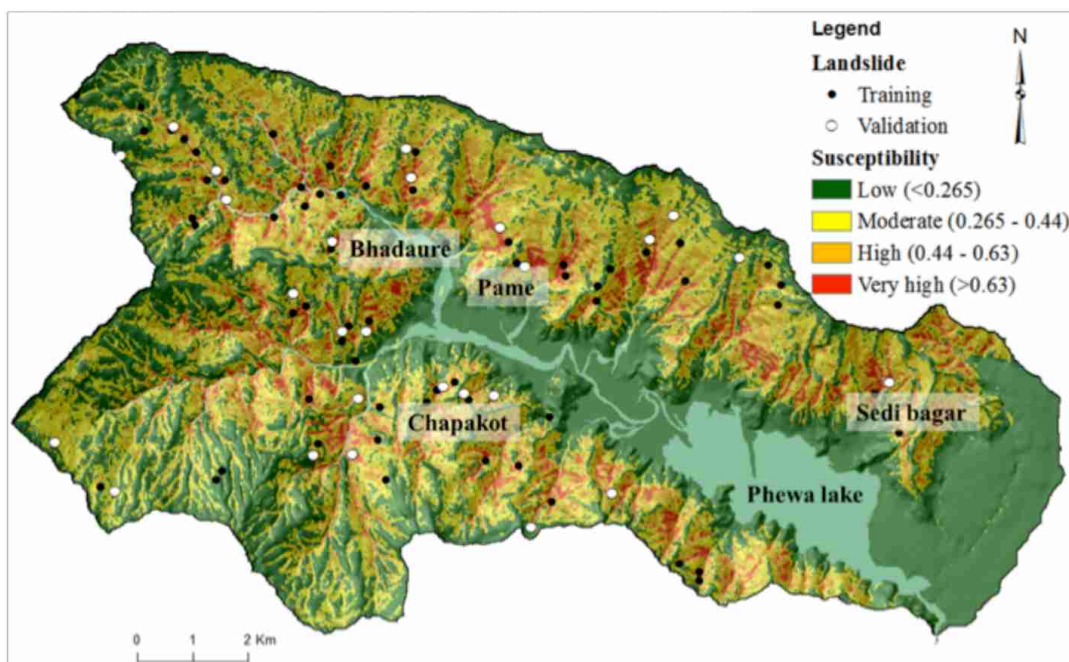 Legend
N
Landslide
Training
Validation
Susceptibility
Low (<0.265)
Moderate (0.265 - 0.44)
High (0.44 - 0.63)
Very high (>0.63)
Bhadaure
Pame
Chapakot
Sedi bagar
Phewa lake
0 1 2 Km